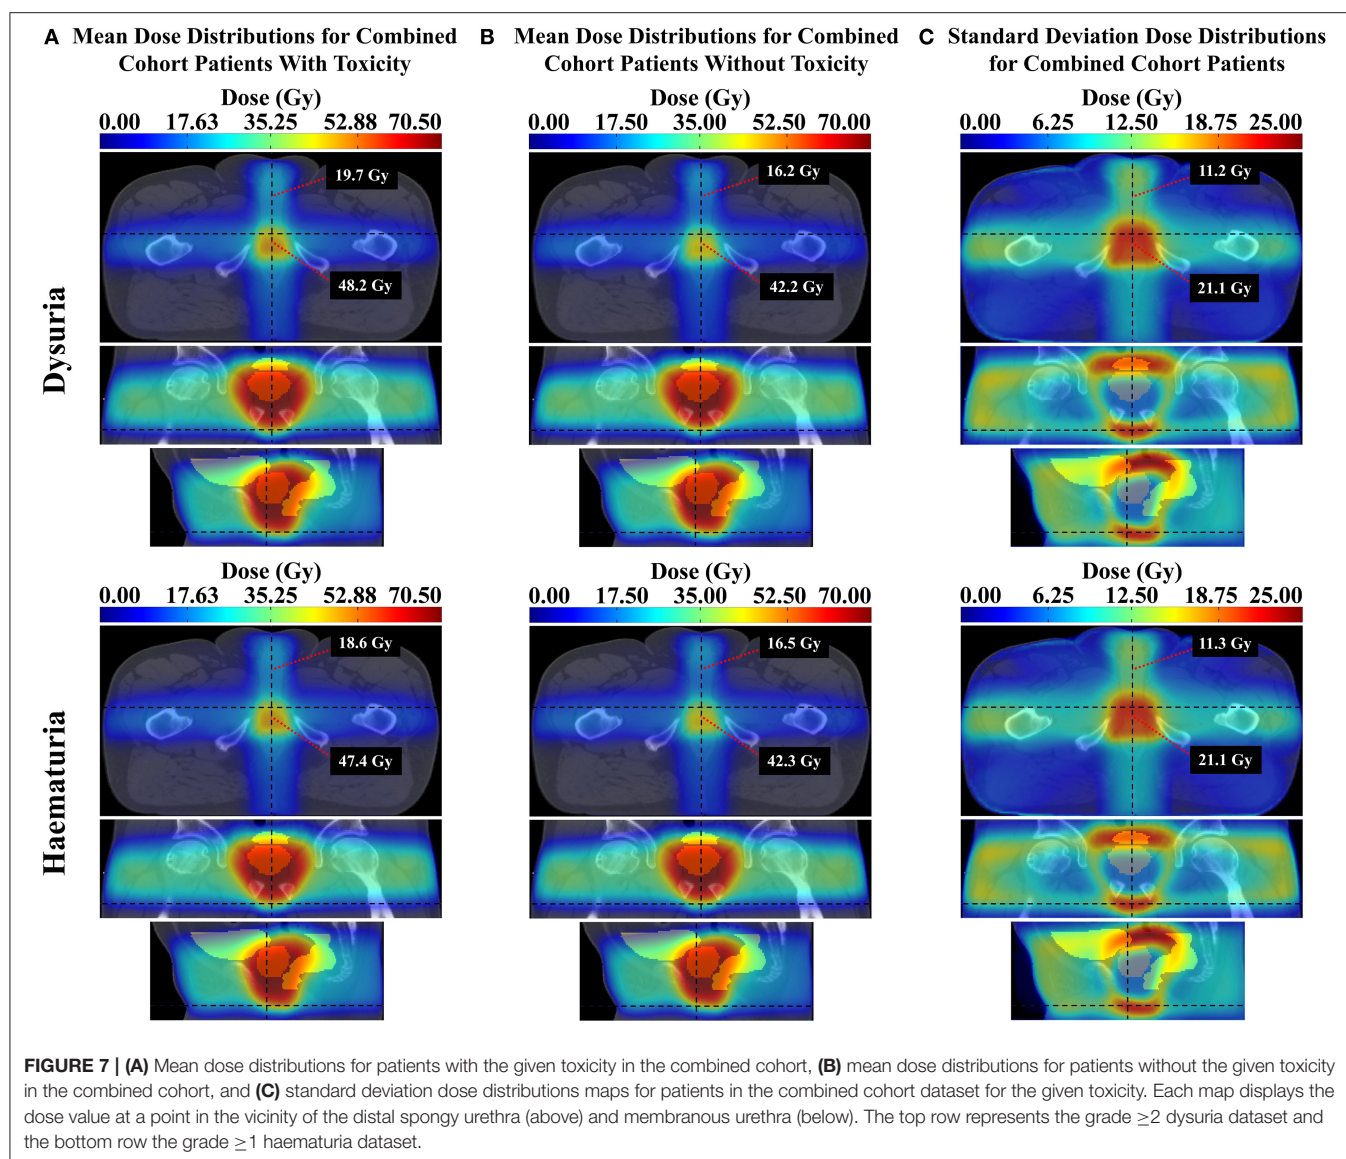 A Mean Dose Distributions for Combined
Cohort Patients With Toxicity
B Mean Dose Distributions for Combined
Cohort Patients Without Toxicity
C Standard Deviation Dose Distributions
for Combined Cohort Patients
Dysuria
Dose (Gy)
0.00 17.63 35.25 52.88 70.50
19.7 Gy
48.2 Gy
Dose (Gy)
0.00 17.50 35.00 52.50 70.00
16.2 Gy
42.2 Gy
Dose (Gy)
0.00 6.25 12.50 18.75 25.00
11.2 Gy
21.1 Gy
Haematuria
Dose (Gy)
0.00 17.63 35.25 52.88 70.50
18.6 Gy
47.4 Gy
Dose (Gy)
0.00 17.50 35.00 52.50 70.00
16.5 Gy
42.3 Gy
Dose (Gy)
0.00 6.25 12.50 18.75 25.00
11.3 Gy
21.1 Gy
FIGURE 7 | (A) Mean dose distributions for patients with the given toxicity in the combined cohort, (B) mean dose distributions for patients without the given toxicity
in the combined cohort, and (C) standard deviation dose distributions maps for patients in the combined cohort dataset for the given toxicity. Each map displays the
dose value at a point in the vicinity of the distal spongy urethra (above) and membranous urethra (below). The top row represents the grade ≥2 dysuria dataset and
the bottom row the grade ≥1 haematuria dataset.